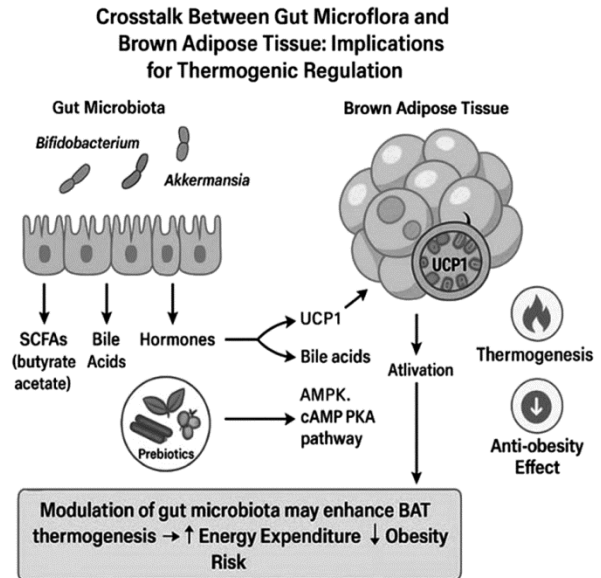 Crosstalk Between Gut Microflora and
Brown Adipose Tissue: Implications
for Thermogenic Regulation
Gut Microbiota
Bifidobacterium
Akkermansia
Brown Adipose Tissue
UCP1
SCFAs
(butyrate
acetate)
Bile
Acids
Hormones
UCP1
Bile acids
Atlivation
Thermogenesis
Anti-obesity
Effect
Prebiotics
AMPK.
cAMP PKA
pathway
Modulation of gut microbiota may enhance BAT
thermogenesis → ↑ Energy Expenditure ↓ Obesity
Risk